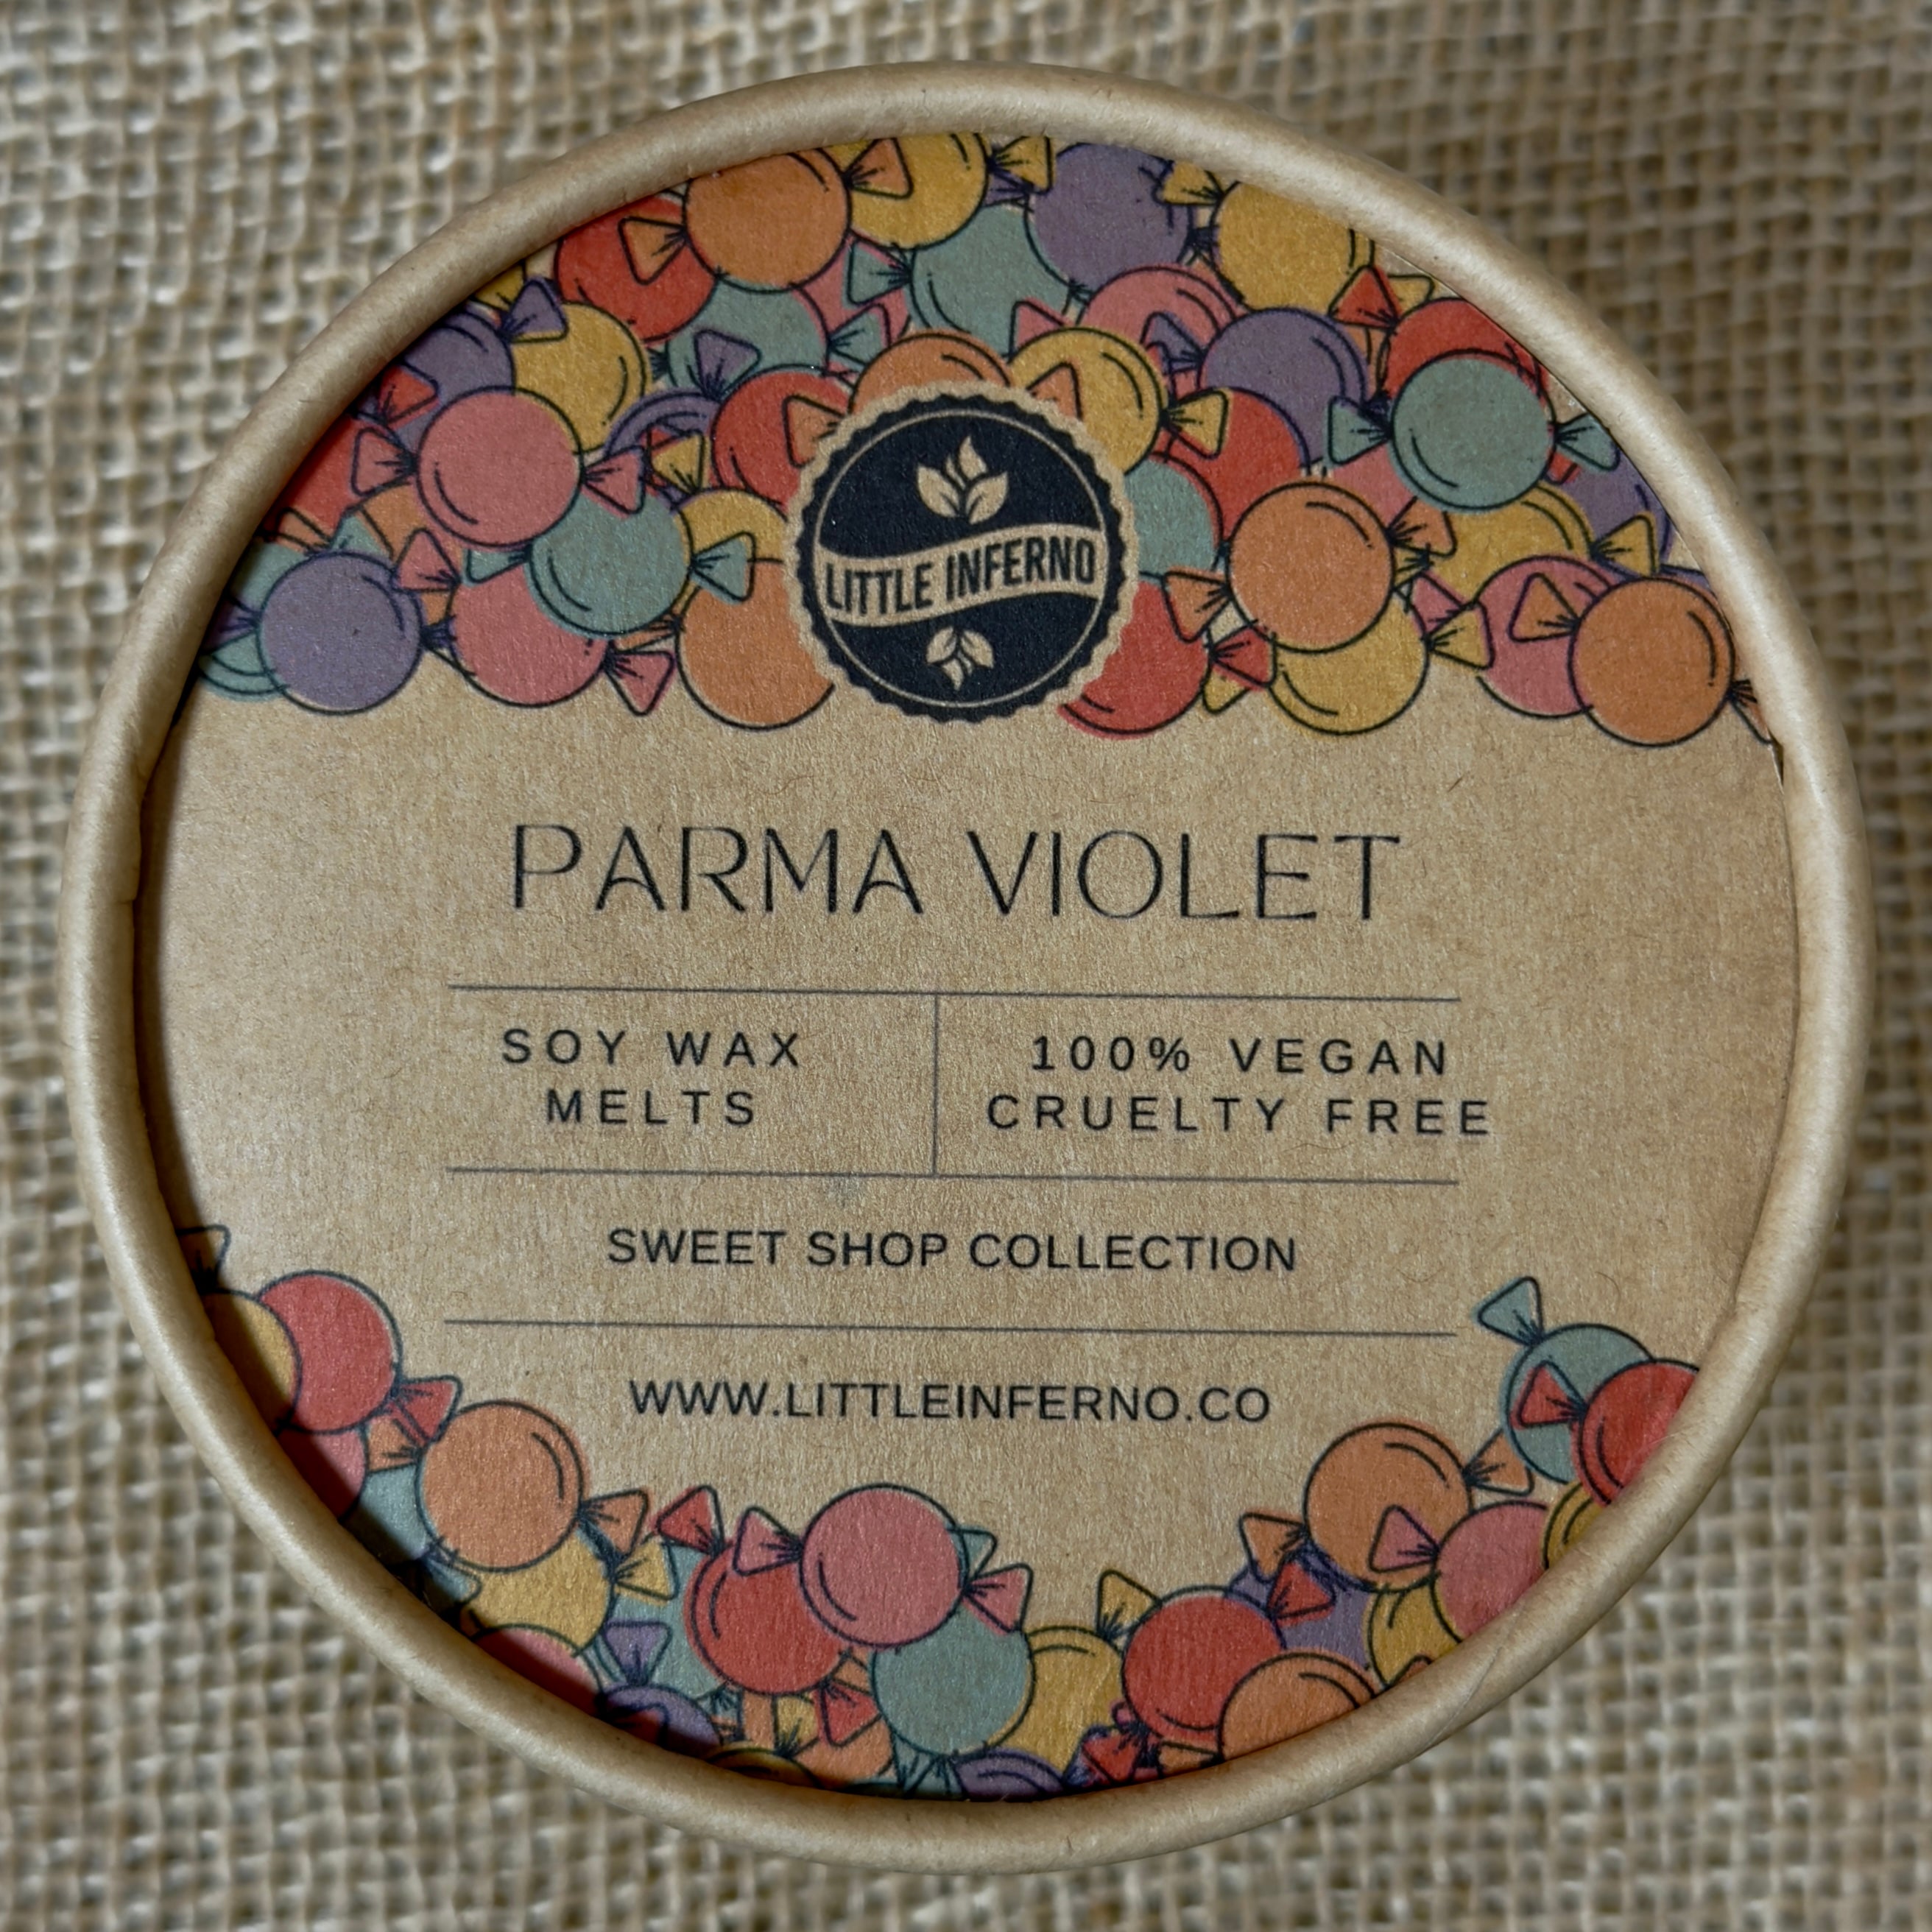 LITTLE INFERNO
PARMA VIOLET
SOY WAX
MELTS
100% VEGAN
CRUELTY FREE
SWEET SHOP COLLECTION
WWW.LITTLEINFERNO.CO